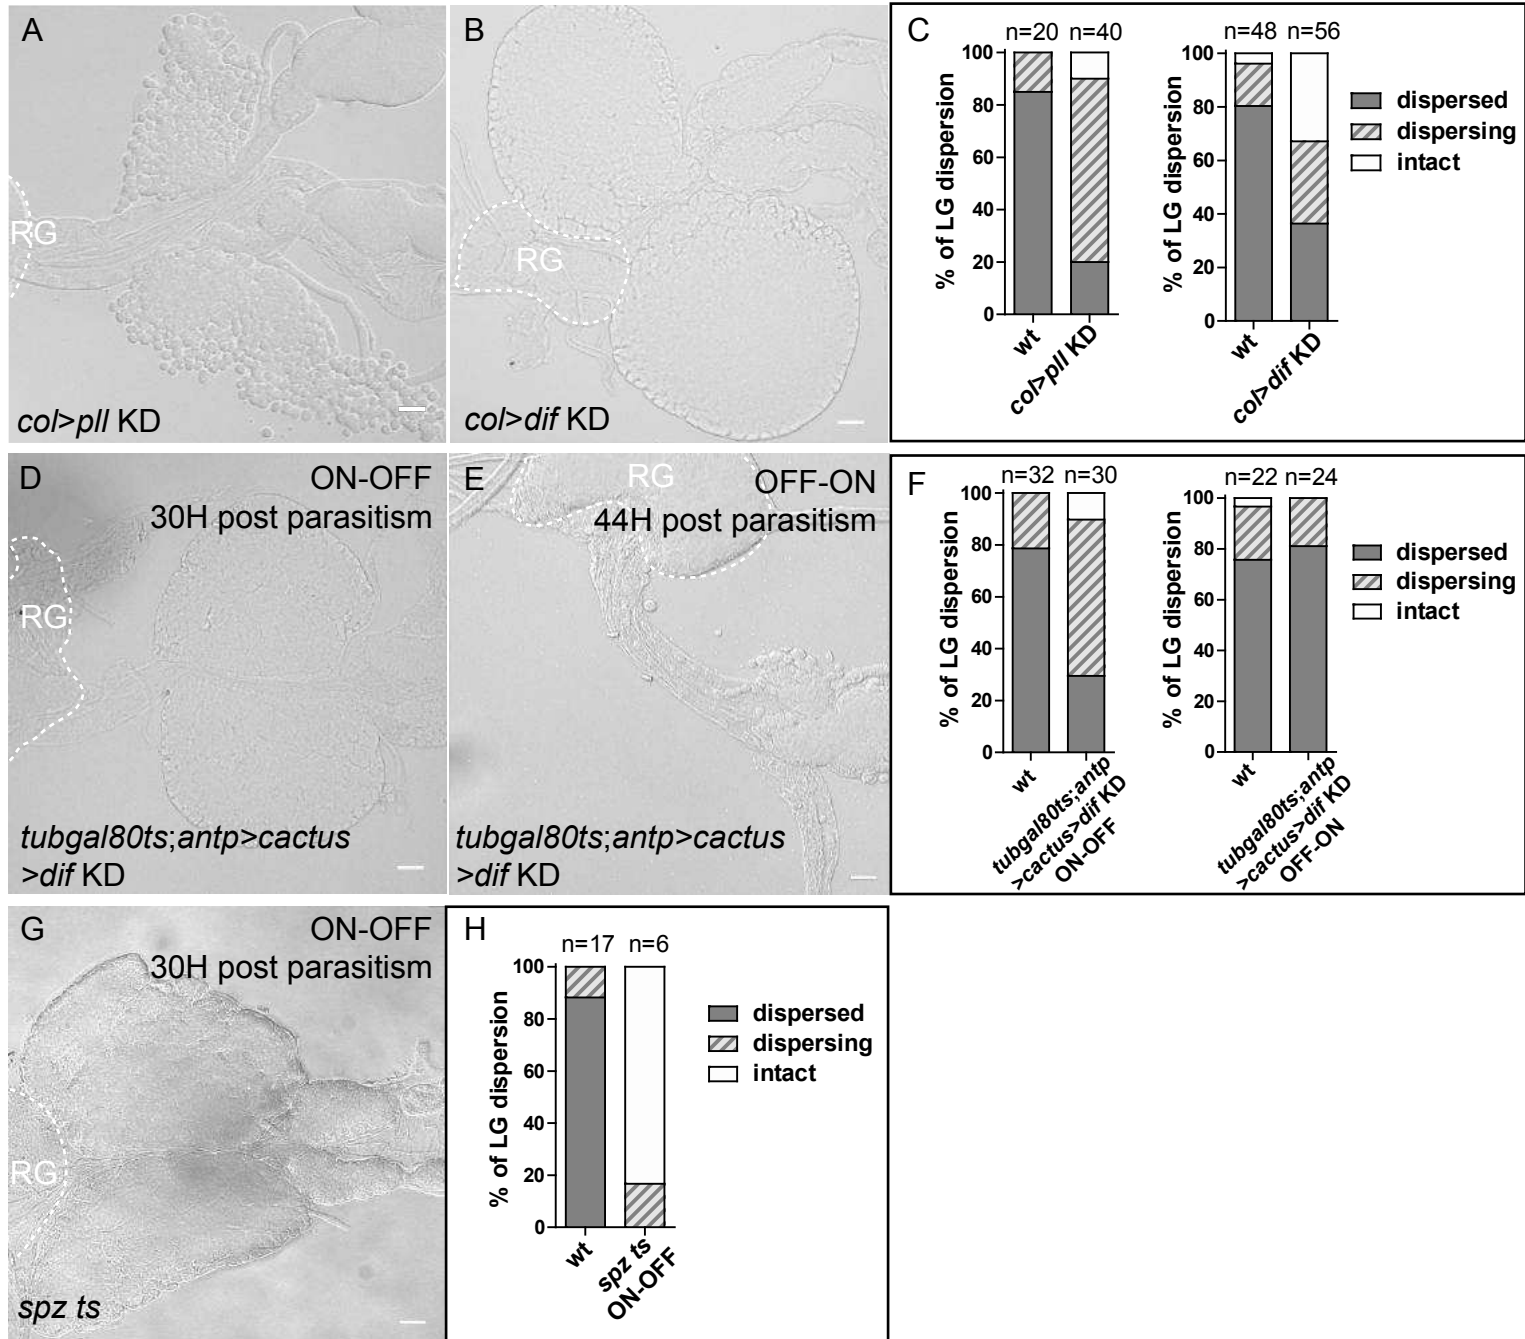 A
RG
col>pll KD
B
RG
col>dif KD
C
n=20 n=40
% of LG dispersion
100
80
60
40
20
0
wt
col>pll KD
n=48 n=56
% of LG dispersion
100
80
60
40
20
0
wt
col>dif KD
dispersed
dispersing
intact
D
ON-OFF
30H post parasitism
RG
tubgal80ts;antp>cactus
>dif KD
E
RG
OFF-ON
44H post parasitism
tubgal80ts;antp>cactus
>dif KD
F
n=32 n=30
% of LG dispersion
100
80
60
40
20
0
wt
tubgal80ts;antp
>cactus>dif KD
ON-OFF
n=22 n=24
% of LG dispersion
100
80
60
40
20
0
wt
tubgal80ts;antp
>cactus>dif KD
OFF-ON
dispersed
dispersing
intact
G
ON-OFF
30H post parasitism
RG
spz ts
H
n=17 n=6
% of LG dispersion
100
80
60
40
20
0
wt
spz ts
ON-OFF
dispersed
dispersing
intact